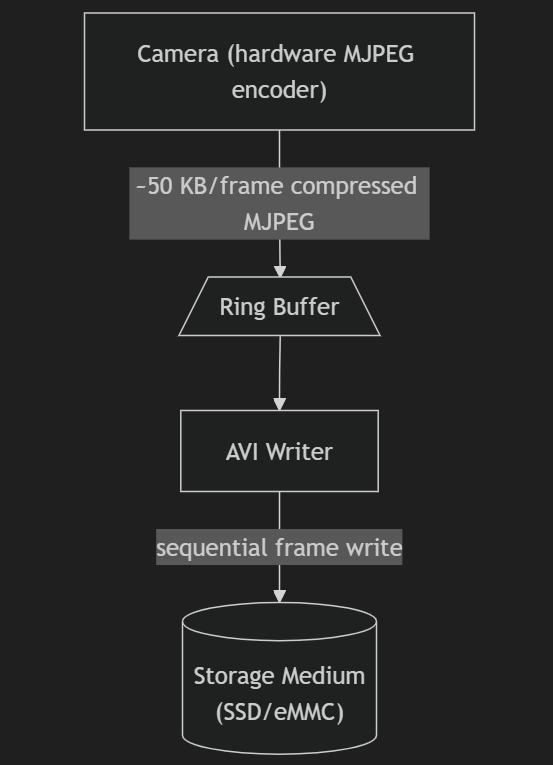 Camera (hardware MJPEG
encoder)
~50 KB/frame compressed
MJPEG
Ring Buffer
AVI Writer
sequential frame write
Storage Medium
(SSD/eMMC)